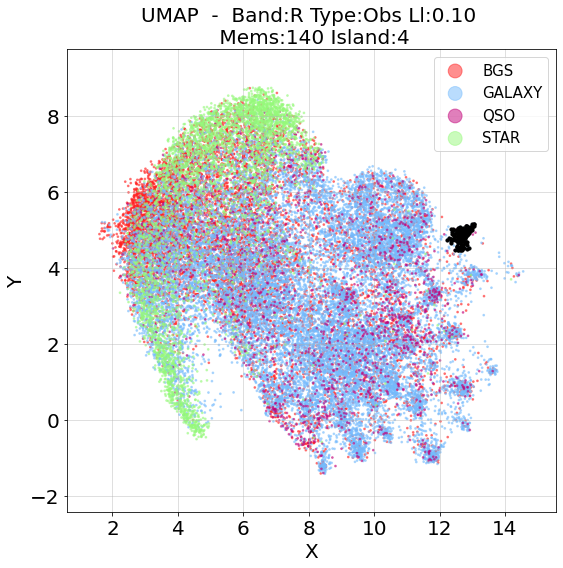 UMAP - Band:R Type:Obs Ll:0.10
Mems:140 Island:4
BGS
GALAXY
QSO
STAR
8
6
4
2
0
−2
Y
2 4 6 8 10 12 14
X